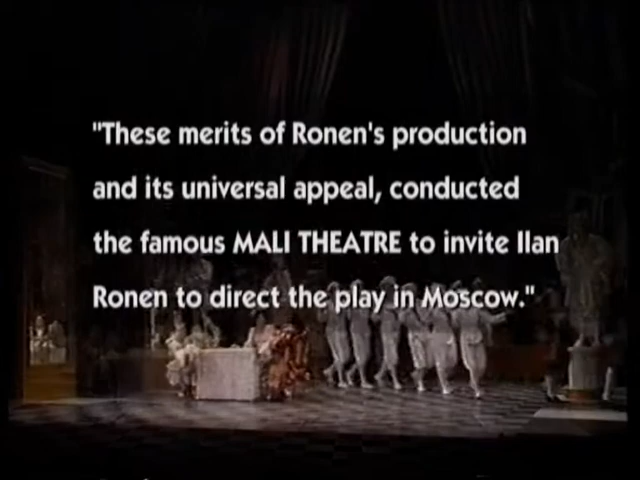 "These merits of Ronen's production
and its universal appeal, conducted
the famous MALI THEATRE to invite Ilan
Ronen to direct the play in Moscow."